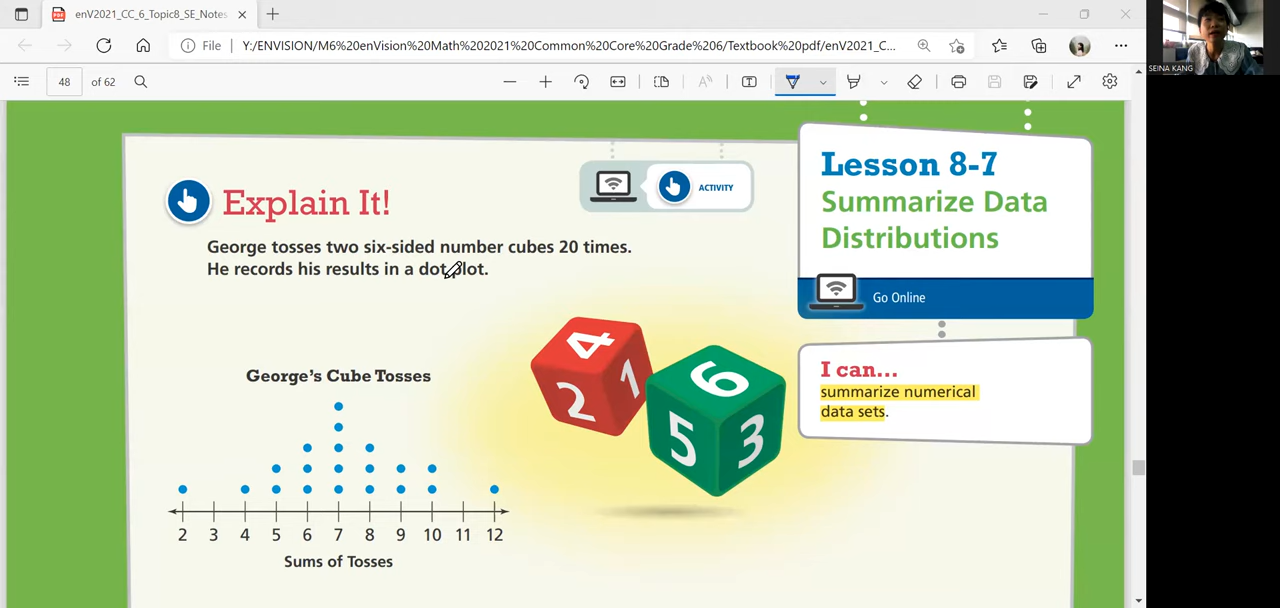 enV2021_CC_6_Topic8_SE_Notes
File
Y:/ENVISION/M6%20enVision%20Math%202021%20Common%20Core%20Grade%206/Textbook%20pdf/enV2021_C...
48
of 62
SEINA KANG
Explain It!
ACTIVITY
George tosses two six-sided number cubes 20 times.
He records his results in a dot plot.
Lesson 8-7
Summarize Data
Distributions
Go Online
I can...
summarize numerical
data sets.
4
2
1
6
5
3
George's Cube Tosses
2 3 4 5 6 7 8 9 10 11 12
Sums of Tosses